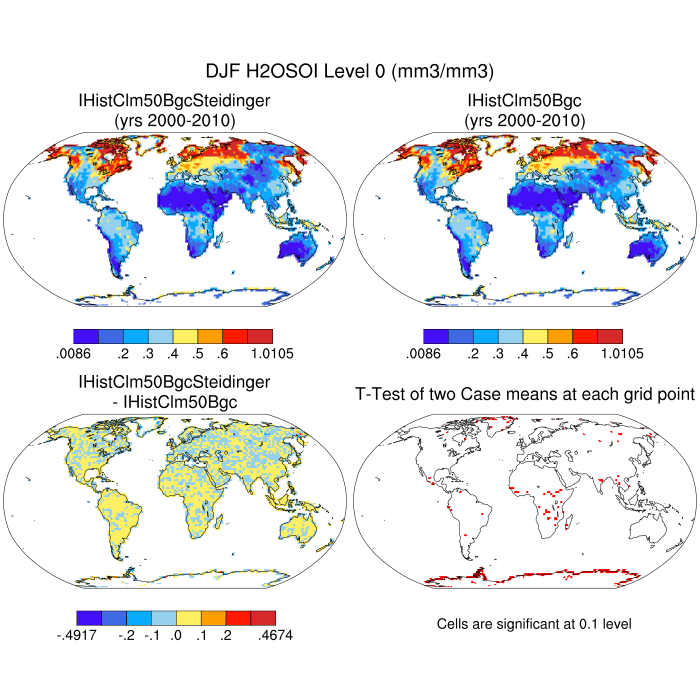 DJF H2OSOI Level 0 (mm3/mm3)
IHistClm50BgcSteidinger
(yrs 2000-2010)
IHistClm50Bgc
(yrs 2000-2010)
.0086 .2 .3 .4 .5 .6 1.0105
.0086 .2 .3 .4 .5 .6 1.0105
IHistClm50BgcSteidinger
- IHistClm50Bgc
T-Test of two Case means at each grid point
-.4917 -.2 -.1 .0 .1 .2 .4674
Cells are significant at 0.1 level